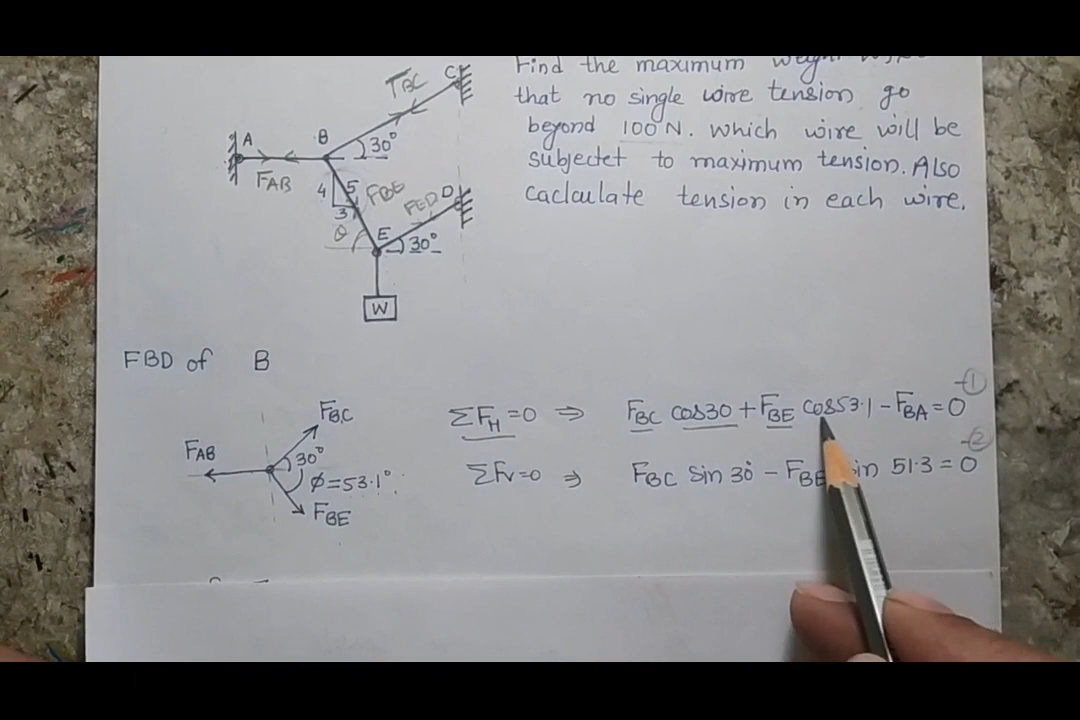 Find the maximum weight
that no single wire tension go
beyond 100 N. Which wire will be
subjectet to maximum tension. Also
caclculate tension in each wire.
TBC
C
A
B
30°
FAB
4
5
3
FBE
FED
D
θ
E
30°
W
FBD of B
FBC
FAB
30°
ϕ=53.1°
FBE
ΣFH=0 ⇒ FBC cos30 + FBE cos53.1 - FBA = 0 -1
ΣFv=0 ⇒ FBC sin 30° - FBE sin 51.3 = 0 -2